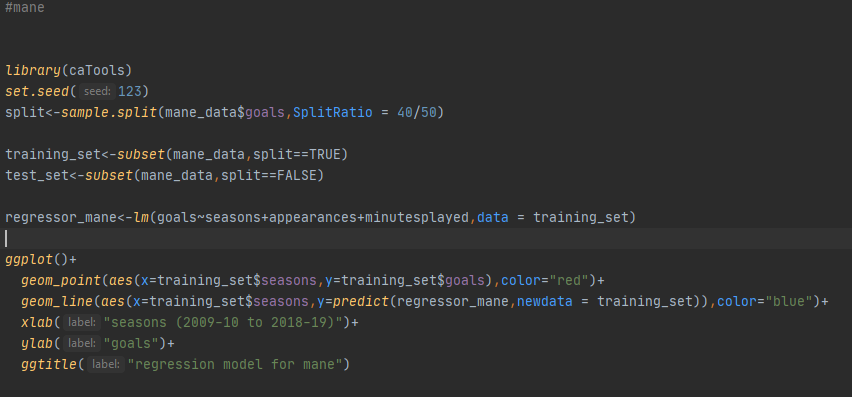 #mane
library(caTools)
set.seed( seed: 123)
split<-sample.split(mane_data$goals,SplitRatio = 40/50)
training_set<-subset(mane_data,split==TRUE)
test_set<-subset(mane_data,split==FALSE)
regressor_mane<-lm(goals~seasons+appearances+minutesplayed,data = training_set)
ggplot()+
geom_point(aes(x=training_set$seasons,y=training_set$goals),color="red")+
geom_line(aes(x=training_set$seasons,y=predict(regressor_mane,newdata = training_set)),color="blue")+
xlab( label: "seasons (2009-10 to 2018-19)")+
ylab( label: "goals")+
ggtitle( label: "regression model for mane")